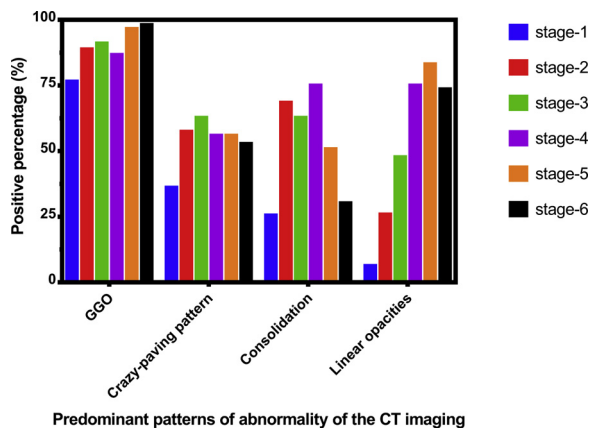 Positive percentage (%)
100
75
50
25
0
GGO
Crazy-paving pattern
Consolidation
Linear opacities
Predominant patterns of abnormality of the CT imaging
stage-1
stage-2
stage-3
stage-4
stage-5
stage-6